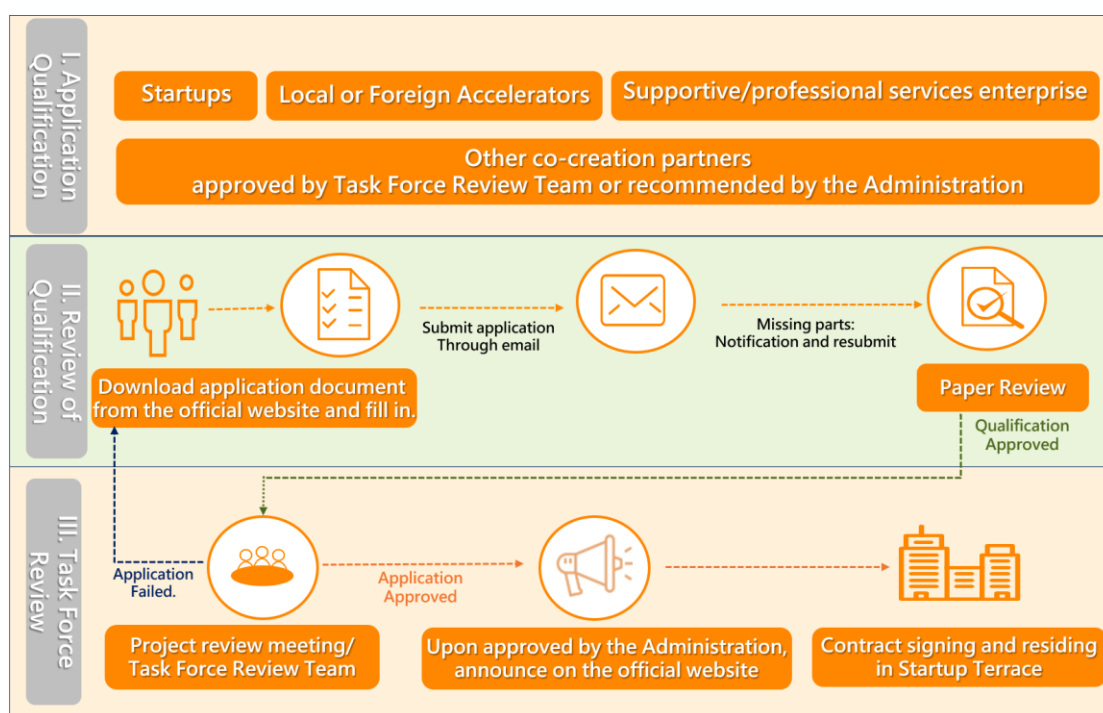 I. Application
Qualification
Startups
Local or Foreign Accelerators
Supportive/professional services enterprise
Other co-creation partners
approved by Task Force Review Team or recommended by the Administration
II. Review of
Qualification
Submit application
Through email
Missing parts:
Notification and resubmit
Download application document
from the official website and fill in.
Paper Review
Qualification
Approved
III. Task Force
Review
Application
Failed.
Application
Approved
Project review meeting/
Task Force Review Team
Upon approved by the Administration,
announce on the official website
Contract signing and residing
in Startup Terrace